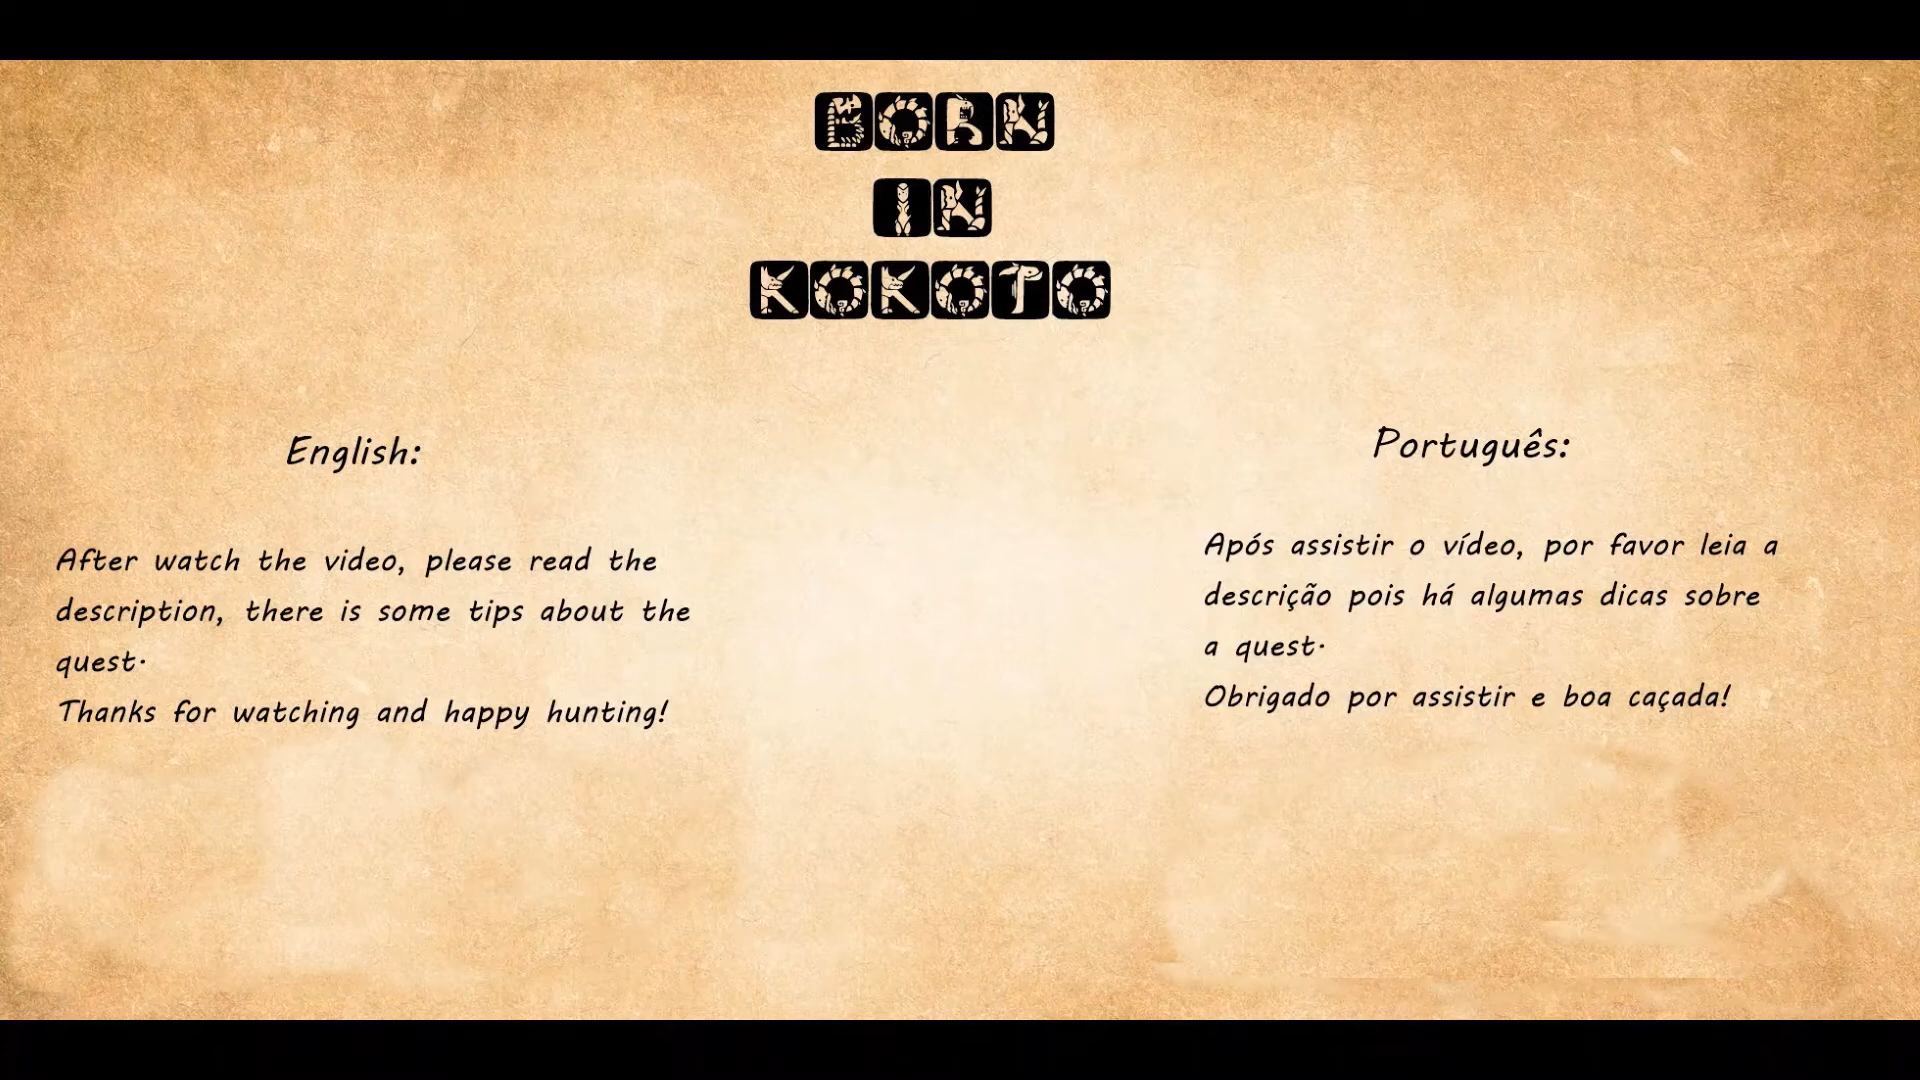 BORN
IN
KOKOTO
English:
After watch the video, please read the
description, there is some tips about the
quest.
Thanks for watching and happy hunting!
Português:
Após assistir o vídeo, por favor leia a
descrição pois há algumas dicas sobre
a quest.
Obrigado por assistir e boa caçada!